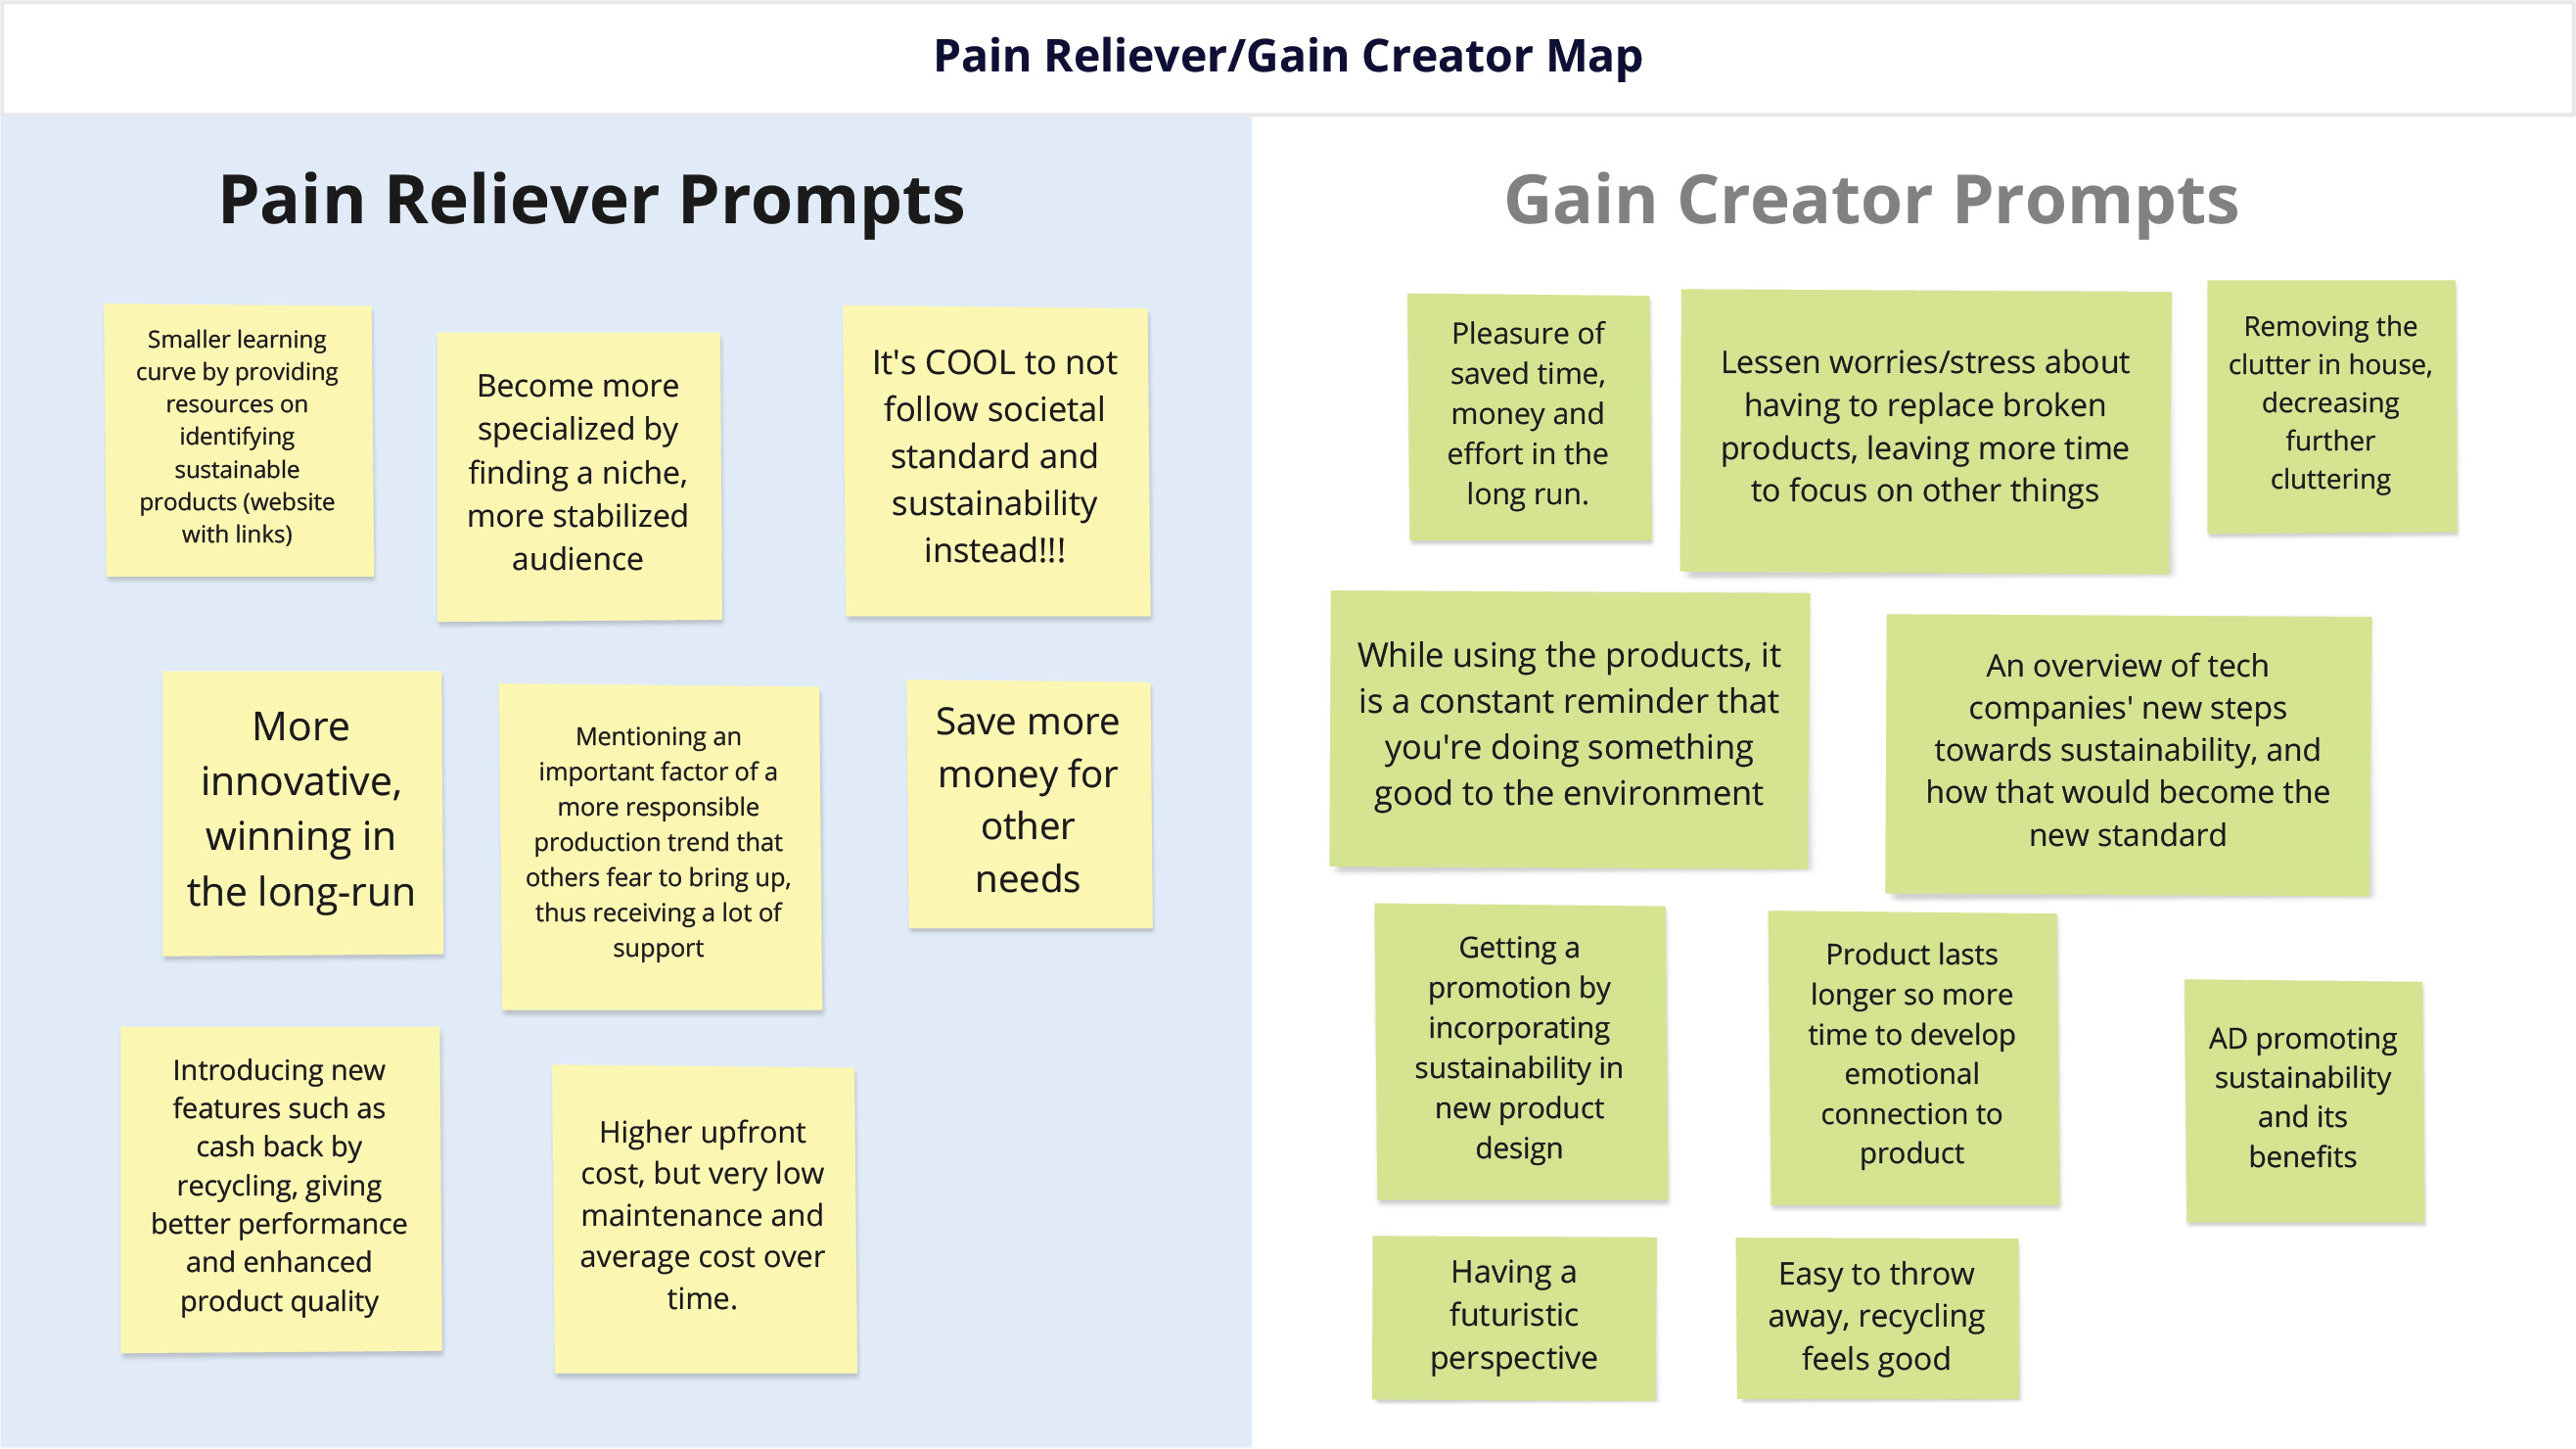 Pain Reliever/Gain Creator Map
Pain Reliever Prompts
Smaller learning
curve by providing
resources on
identifying
sustainable
products (website
with links)
Become more
specialized by
finding a niche,
more stabilized
audience
It's COOL to not
follow societal
standard and
sustainability
instead!!!
More
innovative,
winning in
the long-run
Mentioning an
important factor of a
more responsible
production trend that
others fear to bring up,
thus receiving a lot of
support
Save more
money for
other
needs
Introducing new
features such as
cash back by
recycling, giving
better performance
and enhanced
product quality
Higher upfront
cost, but very low
maintenance and
average cost over
time.
Gain Creator Prompts
Pleasure of
saved time,
money and
effort in the
long run.
Lessen worries/stress about
having to replace broken
products, leaving more time
to focus on other things
Removing the
clutter in house,
decreasing
further
cluttering
While using the products, it
is a constant reminder that
you're doing something
good to the environment
An overview of tech
companies' new steps
towards sustainability, and
how that would become the
new standard
Getting a
promotion by
incorporating
sustainability in
new product
design
Product lasts
longer so more
time to develop
emotional
connection to
product
AD promoting
sustainability
and its
benefits
Having a
futuristic
perspective
Easy to throw
away, recycling
feels good